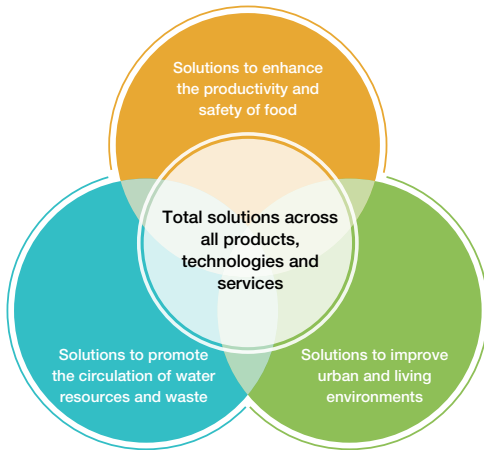 Solutions to enhance
the productivity and
safety of food
Total solutions across
all products,
technologies and
services
Solutions to promote
the circulation of water
resources and waste
Solutions to improve
urban and living
environments